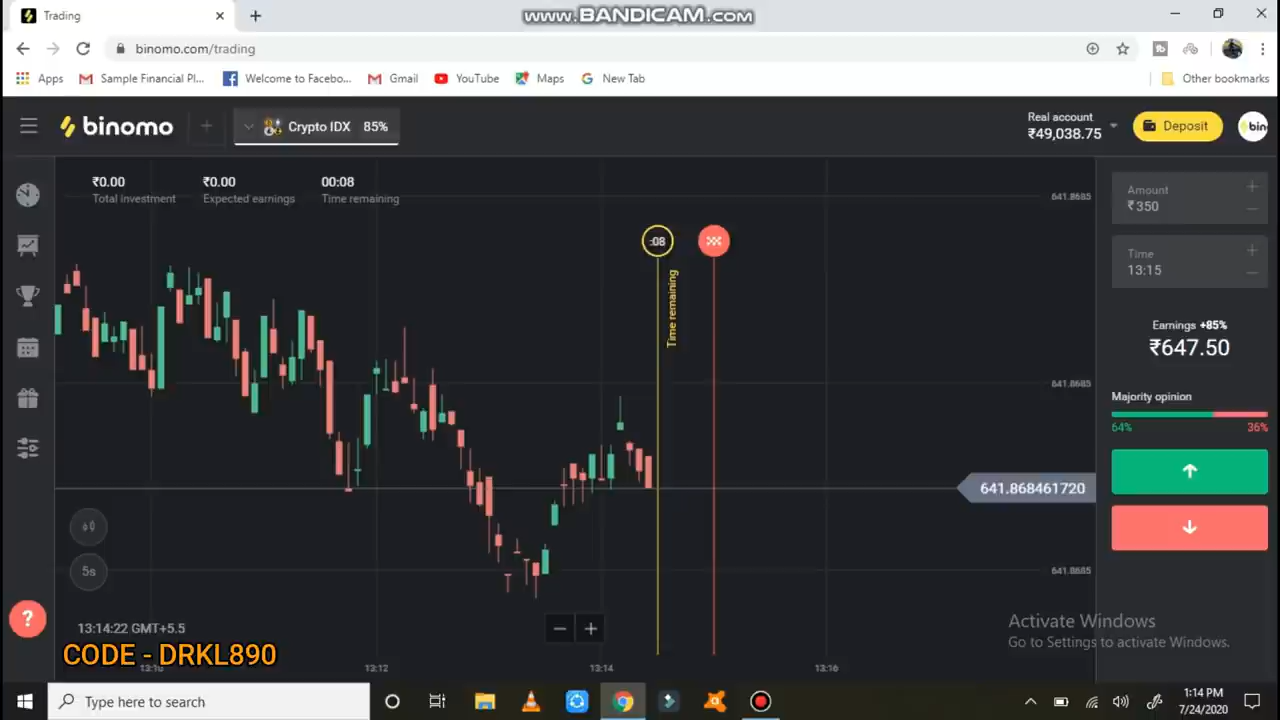 Trading
www.BANDICAM.com
binomo.com/trading
Apps
Sample Financial Pl...
Welcome to Facebo...
Gmail
YouTube
Maps
New Tab
Other bookmarks
binomo
Crypto IDX 85%
Real account
₹49,038.75
Deposit
bin
₹0.00
Total investment
₹0.00
Expected earnings
00:08
Time remaining
641.8685
:08
Time remaining
641.8685
641.868461720
641.8685
Amount
₹350
Time
13:15
Earnings +85%
₹647.50
Majority opinion
64% 36%
5s
?
13:14:22 GMT+5.5
CODE - DRKL890
13:10
13:12
13:14
13:16
Activate Windows
Go to Settings to activate Windows.
Type here to search
1:14 PM
7/24/2020